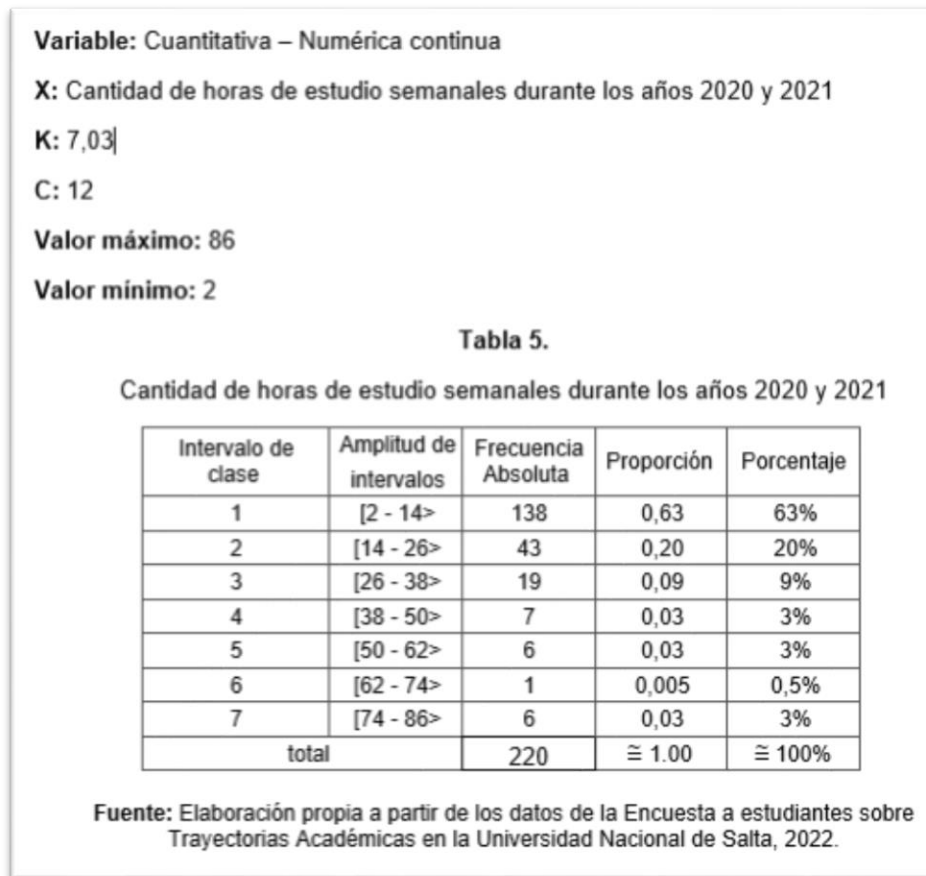 Variable: Cuantitativa – Numérica continua
X: Cantidad de horas de estudio semanales durante los años 2020 y 2021
K: 7,03
C: 12
Valor máximo: 86
Valor mínimo: 2
Tabla 5.
Cantidad de horas de estudio semanales durante los años 2020 y 2021
Intervalo de clase Amplitud de intervalos Frecuencia Absoluta Proporción Porcentaje
1 [2 - 14> 138 0,63 63%
2 [14 - 26> 43 0,20 20%
3 [26 - 38> 19 0,09 9%
4 [38 - 50> 7 0,03 3%
5 [50 - 62> 6 0,03 3%
6 [62 - 74> 1 0,005 0,5%
7 [74 - 86> 6 0,03 3%
total 220 ≅ 1.00 ≅ 100%
Fuente: Elaboración propia a partir de los datos de la Encuesta a estudiantes sobre
Trayectorias Académicas en la Universidad Nacional de Salta, 2022.